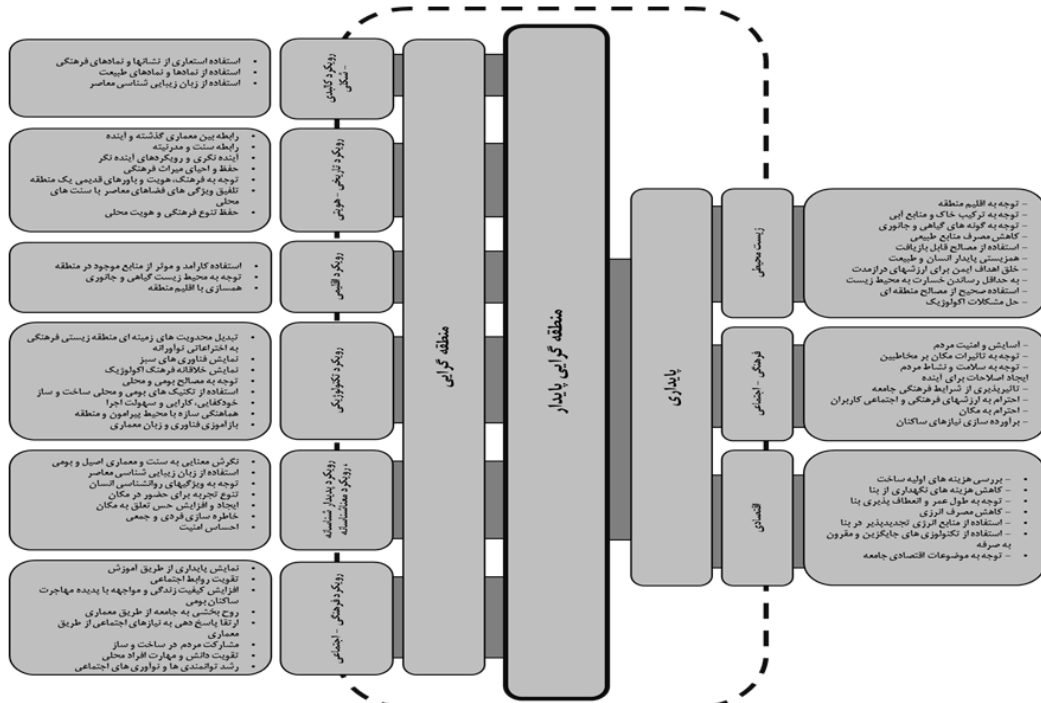 منطقه گرایی پایدار
پایداری
زیست محیطی
– توجه به اقلیم منطقه
– توجه به ترکیب خاک و منابع آبی
– توجه به گونه های گیاهی و جانوری
– کاهش مصرف منابع طبیعی
– استفاده از مصالح قابل بازیافت
– همزیستی پایدار انسان و طبیعت
– خلق اهداف ایمن برای ارزشهای درازمدت
– به حداقل رساندن خسارت به محیط زیست
– استفاده صحیح از مصالح منطقه ای
– حل مشکلات اکولوژیک
فرهنگی – اجتماعی
– آسایش و امنیت مردم
– توجه به تاثیرات مکان بر مخاطبین
– توجه به سلامت و نشاط مردم
ایجاد اصلاحات برای آینده
– تاثیرپذیری از شرایط فرهنگی جامعه
– احترام به ارزشهای فرهنگی و اجتماعی کاربران
– احترام به مکان
– برآورده سازی نیازهای ساکنان
اقتصادی
• – بررسی هزینه های اولیه ساخت
• – کاهش هزینه های نگهداری از بنا
• – توجه به طول عمر و انعطاف پذیری بنا
• – کاهش مصرف انرژی
• – استفاده از منابع انرژی تجدیدپذیر در بنا
• – استفاده از تکنولوژی های جایگزین و مقرون
به صرفه
• – توجه به موضوعات اقتصادی جامعه
منطقه گرایی
رویکرد کالبدی
– شکلی
• استفاده استعاری از نشانها و نمادهای فرهنگی
• استفاده از نمادها و نمادهای طبیعت
• استفاده از زبان زیبایی شناسی معاصر
رویکرد تاریخی – هویتی
• رابطه بین معماری گذشته و آینده
• رابطه سنت و مدرنیته
• آینده نگری و رویکردهای آینده نگر
• حفظ و احیای میراث فرهنگی
• توجه به فرهنگ، هویت و باورهای قدیمی یک منطقه
• تلفیق ویژگی های فضاهای معاصر با سنت های
محلی
• حفظ تنوع فرهنگی و هویت محلی
رویکرد اقلیمی
• استفاده کارآمد و موثر از منابع موجود در منطقه
• توجه به محیط زیست گیاهی و جانوری
• همسازی با اقلیم منطقه
رویکرد تکنولوژیکی
• تبدیل محدودیت های زمینه ای منطقه زیستی فرهنگی
به اختراعاتی نوآورانه
• نمایش فناوری های سبز
• نمایش خلاقانه فرهنگ اکولوژیک
• توجه به مصالح بومی و محلی
• استفاده از تکنیک های بومی و محلی ساخت و ساز
• خودکفایی، کارایی و سهولت اجرا
• هماهنگی سازه با محیط پیرامون و منطقه
• بازآموزی فناوری و زبان معماری
رویکرد پدیدار شناسانه
، رویکرد معناشناسانه
• نگرش معنایی به سنت و معماری اصیل و بومی
• استفاده از زبان زیبایی شناسی معاصر
• توجه به ویژگیهای روانشناسی انسان
• تنوع تجربه برای حضور در مکان
• ایجاد و افزایش حس تعلق به مکان
• خاطره سازی فردی و جمعی
• احساس امنیت
رویکرد فرهنگی – اجتماعی
• نمایش پایداری از طریق آموزش
• تقویت روابط اجتماعی
• افزایش کیفیت زندگی و مواجهه با پدیده مهاجرت
ساکنان بومی
• روح بخشی به جامعه از طریق معماری
• ارتقا پاسخ دهی به نیازهای اجتماعی از طریق
معماری
• مشارکت مردم در ساخت و ساز
• تقویت دانش و مهارت افراد محلی
• رشد توانمندی ها و نوآوری های اجتماعی